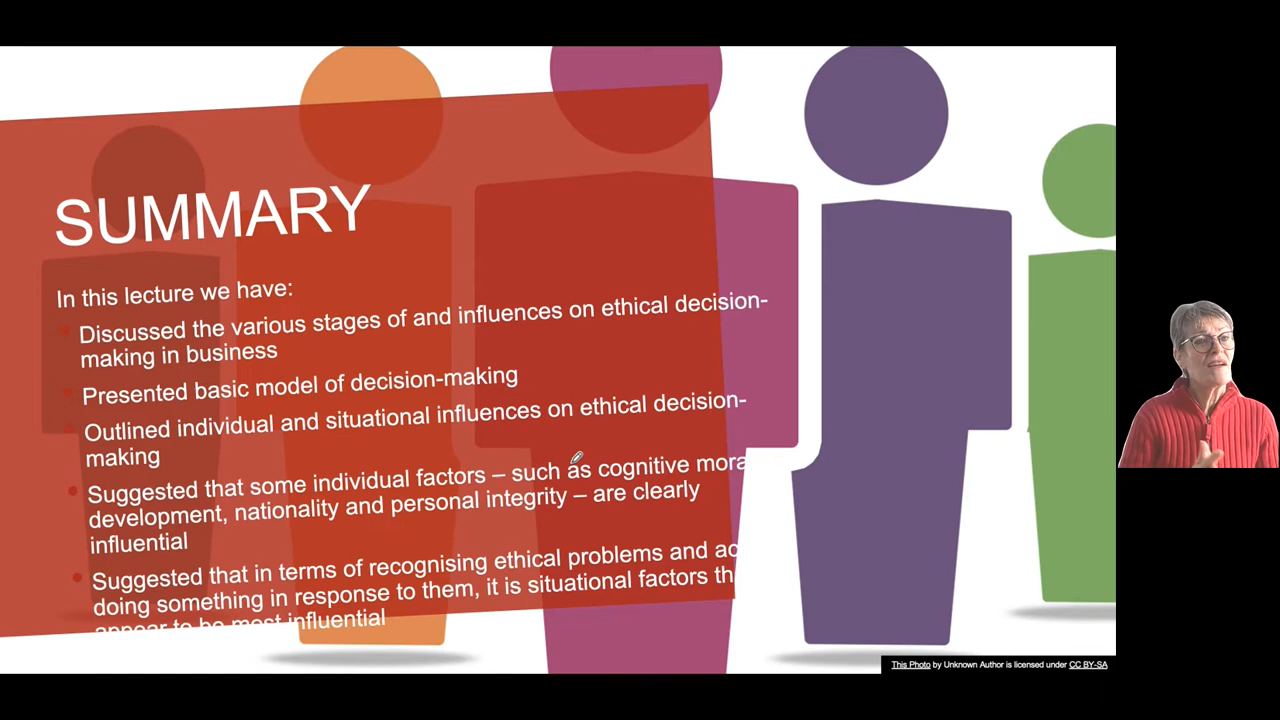 SUMMARY
In this lecture we have:
Discussed the various stages of and influences on ethical decision-
making in business
Presented basic model of decision-making
Outlined individual and situational influences on ethical decision-
making
Suggested that some individual factors – such as cognitive mora
development, nationality and personal integrity – are clearly
influential
Suggested that in terms of recognising ethical problems and ac
doing something in response to them, it is situational factors th
appear to be most influential
This Photo by Unknown Author is licensed under CC BY-SA